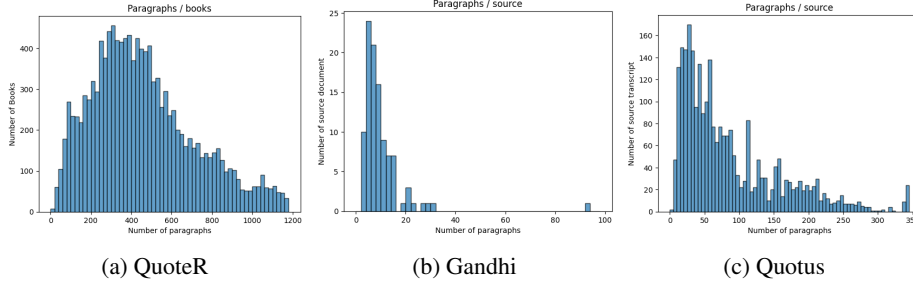 Paragraphs / books
Number of Books
400
300
200
100
0
0 200 400 600 800 1000 1200
Number of paragraphs
(a) QuoteR
Paragraphs / source
Number of source document
25
20
15
10
5
0
0 20 40 60 80 100
Number of paragraphs
(b) Gandhi
Paragraphs / source
Number of source transcript
160
140
120
100
80
60
40
20
0
0 50 100 150 200 250 300
Number of paragraphs
(c) Quotus